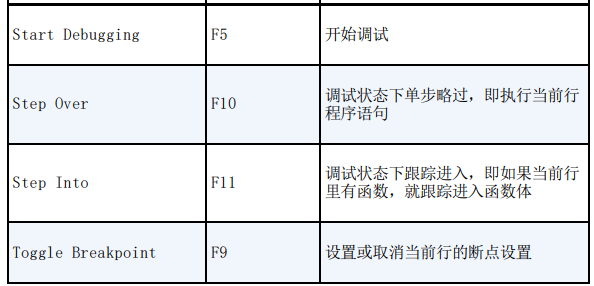 Start Debugging F5 开始调试
Step Over F10 调试状态下单步略过，即执行当前行
程序语句
Step Into F11 调试状态下跟踪进入，即如果当前行
里有函数，就跟踪进入函数体
Toggle Breakpoint F9 设置或取消当前行的断点设置